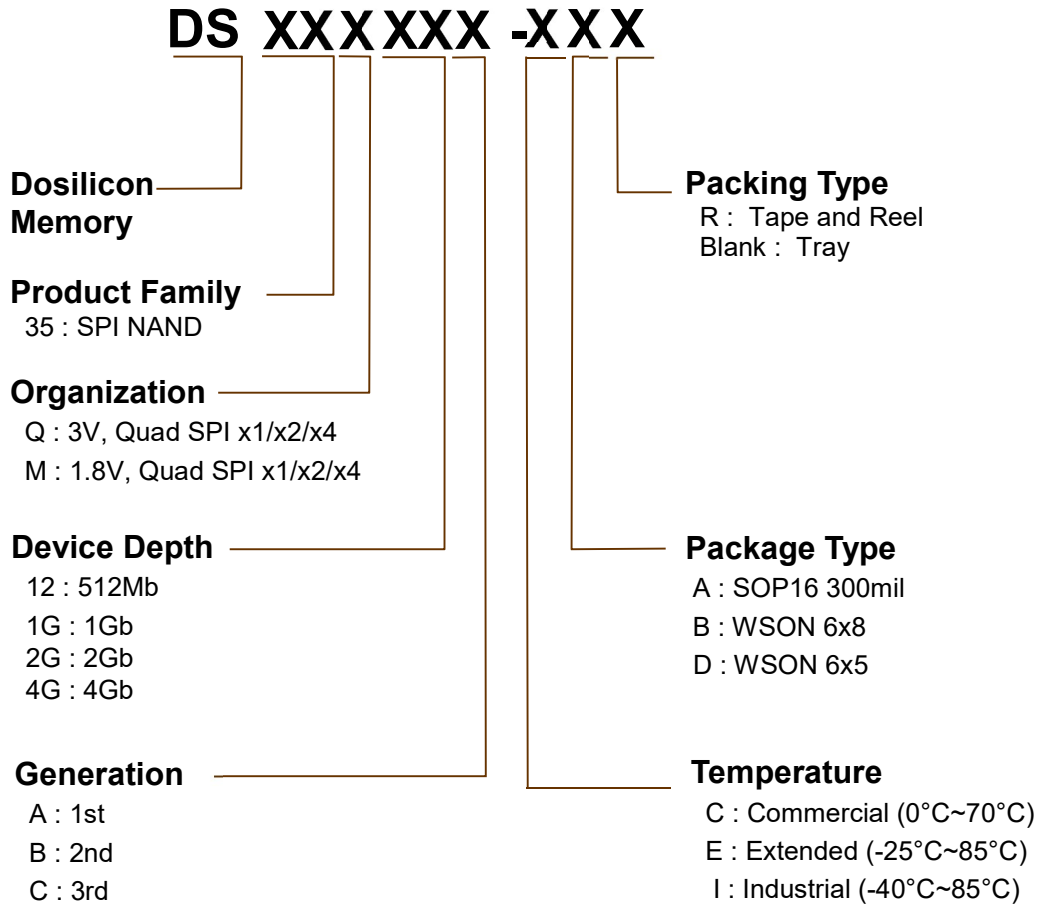 DS XXXXXX -XXX
Dosilicon
Memory
Product Family
35 : SPI NAND
Organization
Q : 3V, Quad SPI x1/x2/x4
M : 1.8V, Quad SPI x1/x2/x4
Device Depth
12 : 512Mb
1G : 1Gb
2G : 2Gb
4G : 4Gb
Generation
A : 1st
B : 2nd
C : 3rd
Packing Type
R : Tape and Reel
Blank : Tray
Package Type
A : SOP16 300mil
B : WSON 6x8
D : WSON 6x5
Temperature
C : Commercial (0°C~70°C)
E : Extended (-25°C~85°C)
I : Industrial (-40°C~85°C)